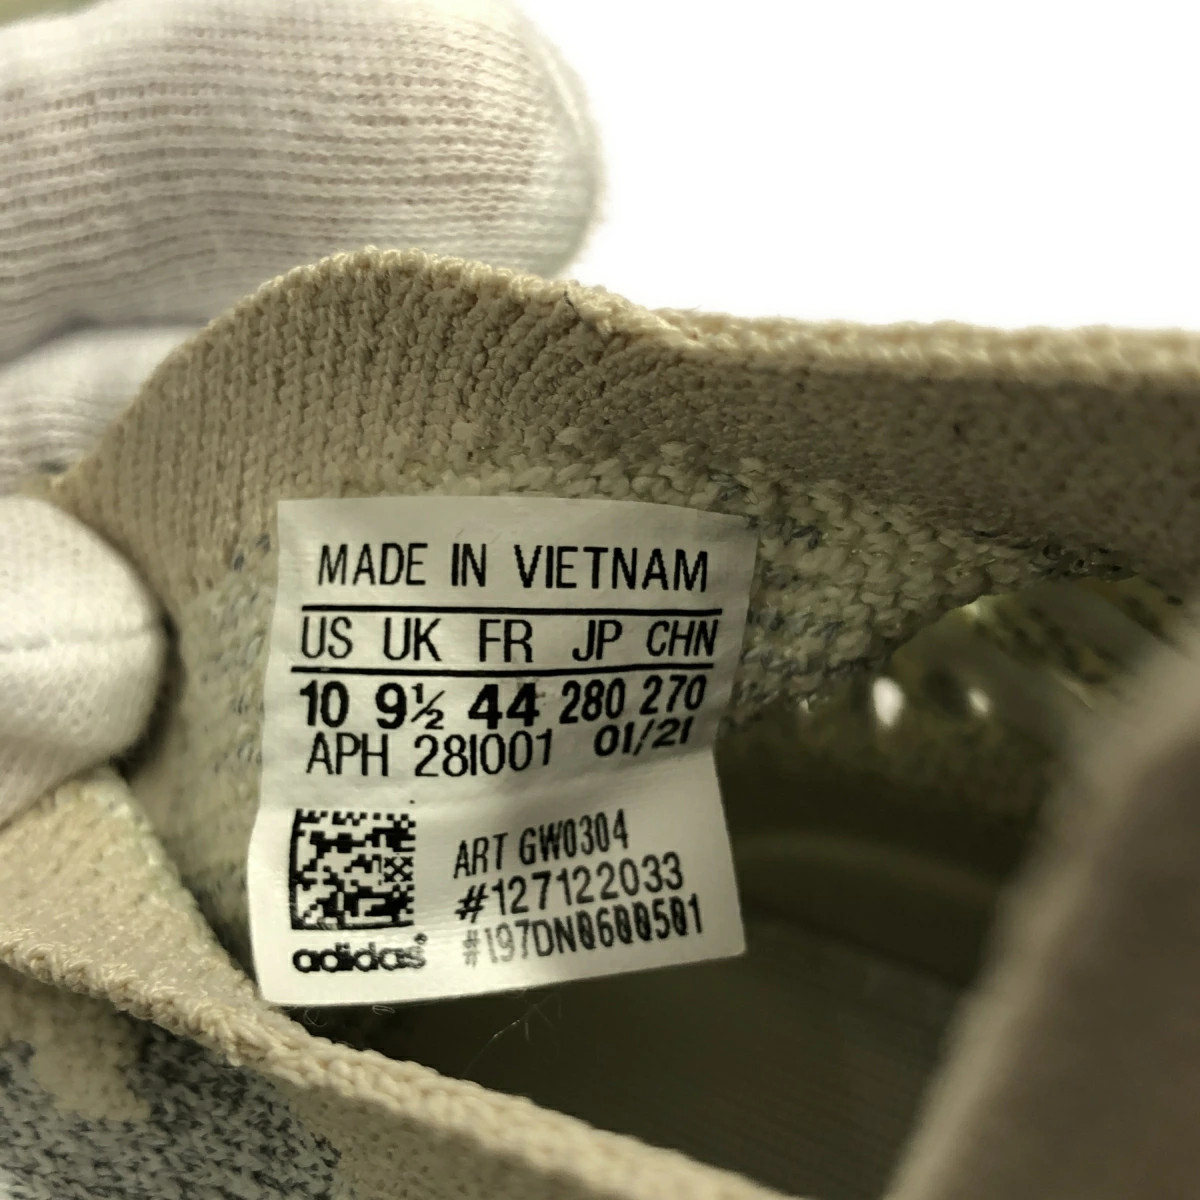 MADE IN VIETNAM
US UK FR JP CHN
10 9½ 44 280 270
APH 281001 01/21
ART GW0304
#127122033
#197DN0600501
adidas